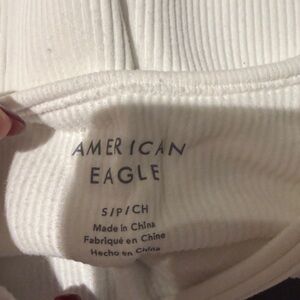 AMERICAN
EAGLE
S/P/CH
Made in China
Fabriqué en Chine
Hecho en China